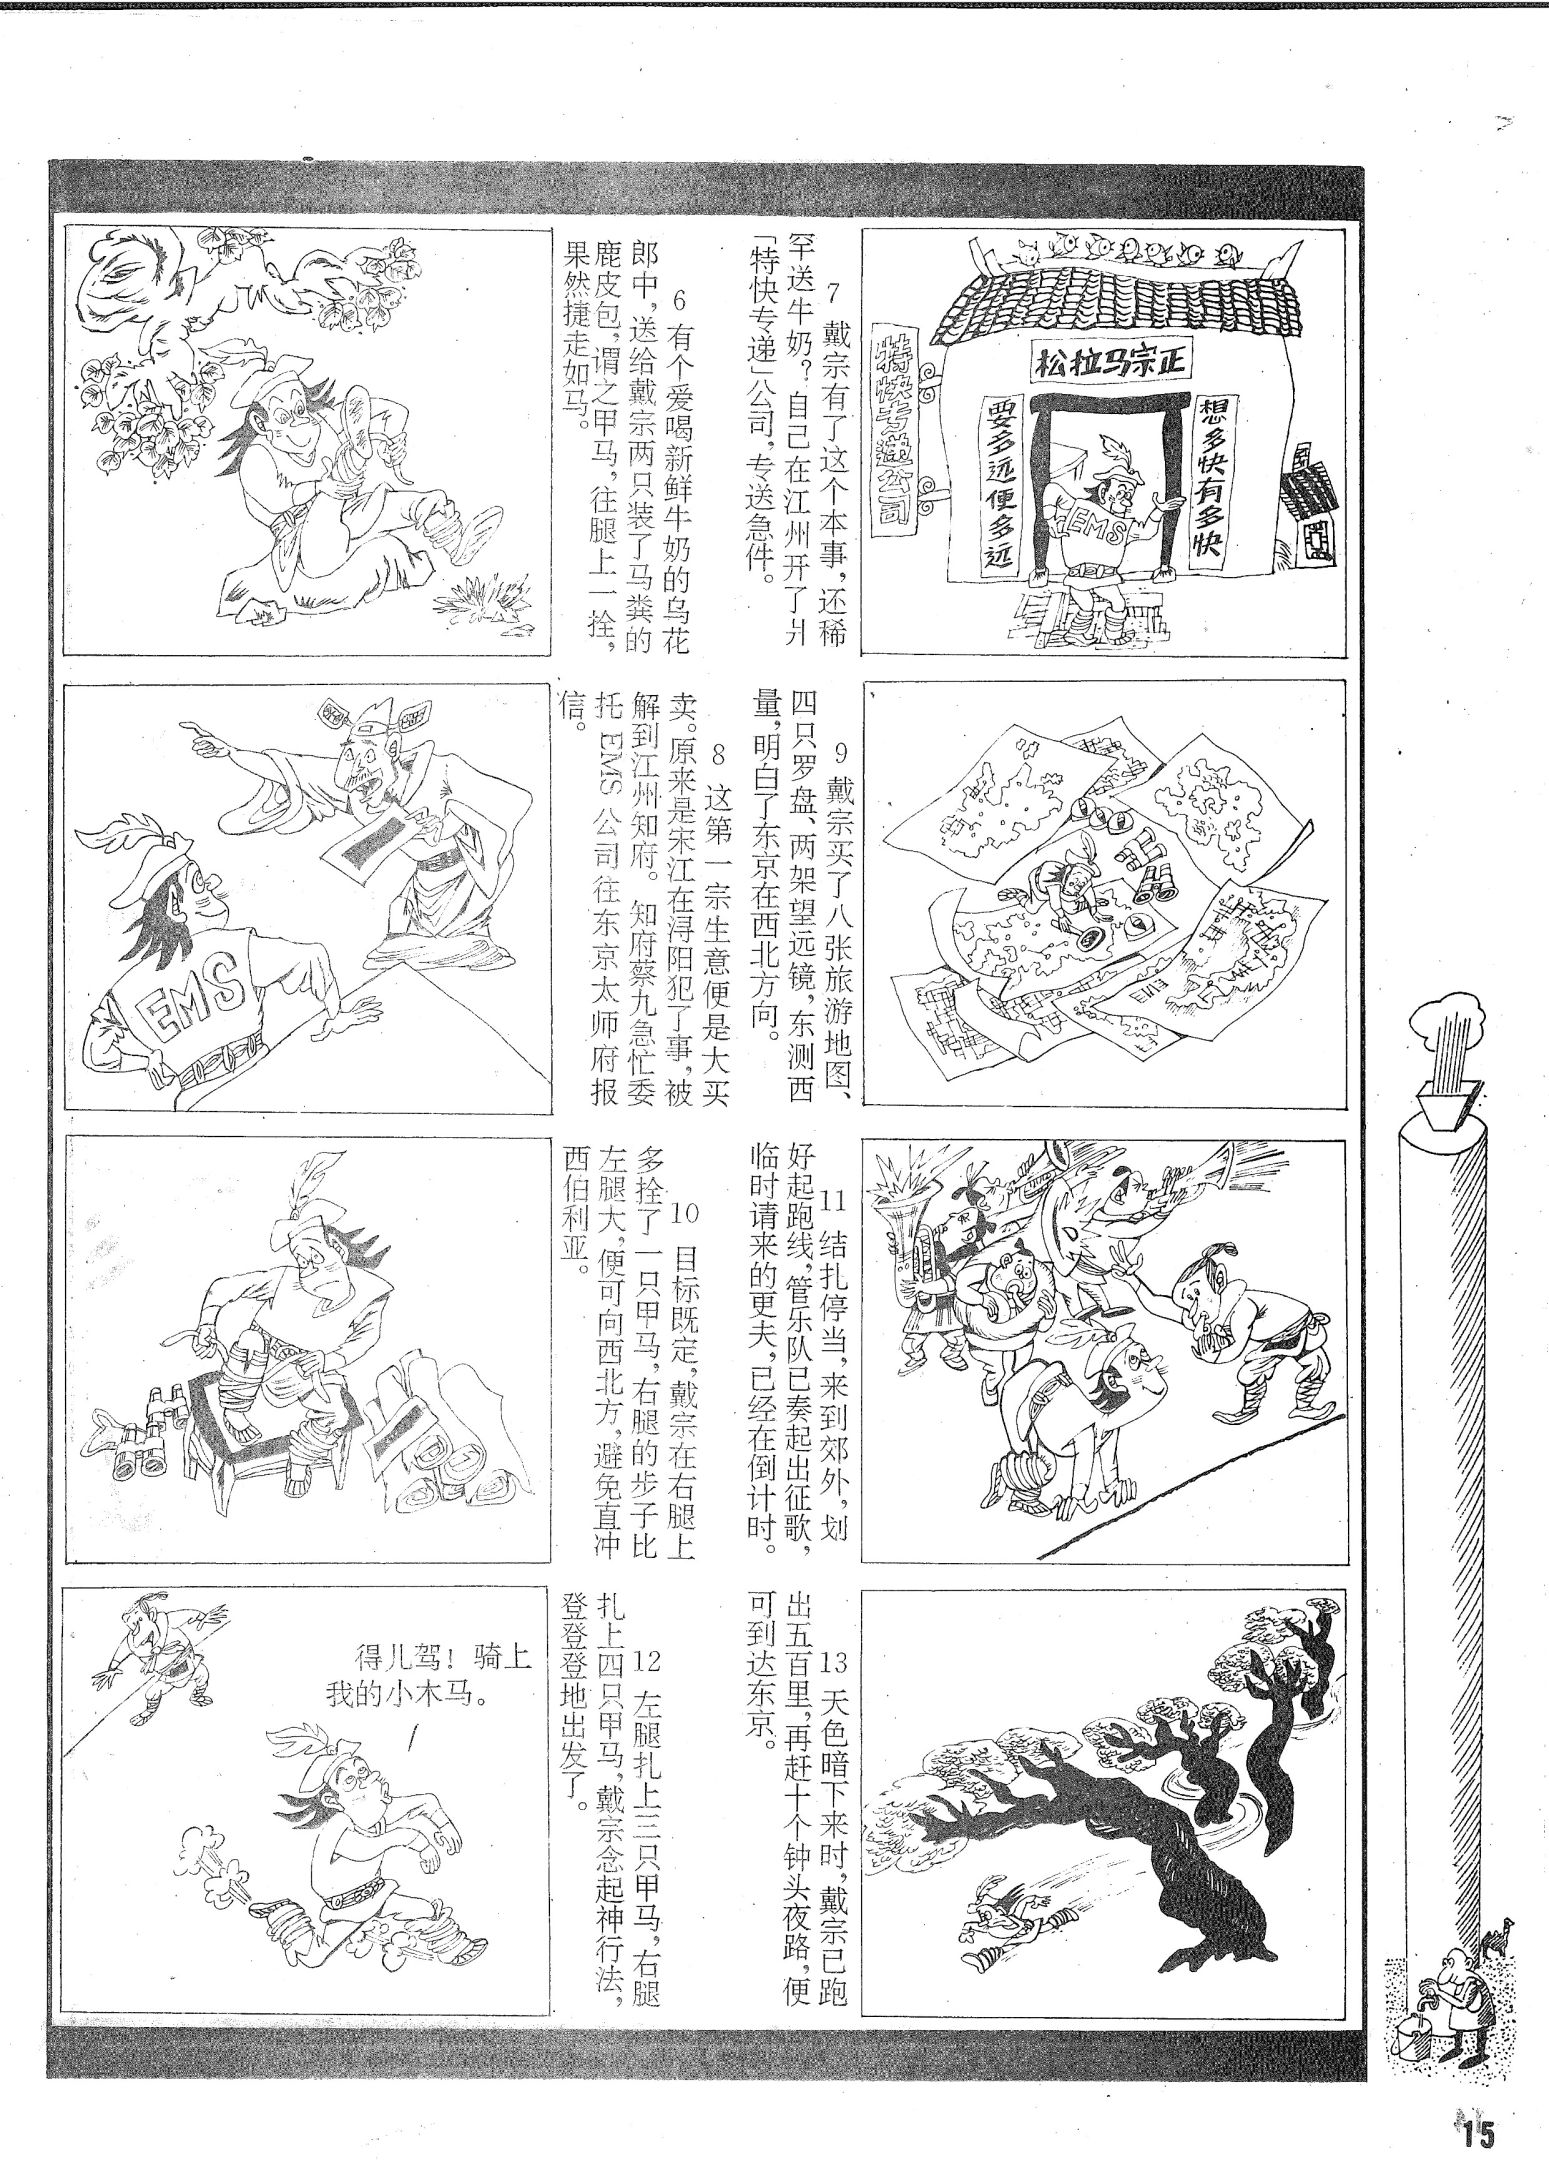 6 有个爱喝新鲜牛奶的乌花
郎中，送给戴宗两只装了马粪的
鹿皮包，谓之甲马，往腿上一拴，
果然捷走如马。
正宗马拉松
想多快有多快
要多远便多远
特快专递公司
EMS
7 戴宗有了这个本事，还稀
罕送牛奶？自己在江州开了爿
「特快专递」公司，专送急件。
EMS
8 这第一宗生意便是大买
卖。原来是宋江在浔阳犯了事，被
解到江州知府。知府蔡九急忙委
托 EMS 公司往东京太师府报
信。
9 戴宗买了八张旅游地图、
四只罗盘、两架望远镜，东测西
量，明白了东京在西北方向。
10 目标既定，戴宗在右腿上
多拴了一只甲马，右腿的步子比
左腿大，便可向西北方，避免直冲
西伯利亚。
11 结扎停当，来到郊外，划
好起跑线，管乐队已奏起出征歌，
临时请来的更夫，已经在倒计时。
得儿驾！骑上
我的小木马。
12 左腿扎上三只甲马，右腿
扎上四只甲马，戴宗念起神行法，
登登登地出发了。
13 天色暗下来时，戴宗已跑
出五百里，再赶十个钟头夜路，便
可到达东京。
15